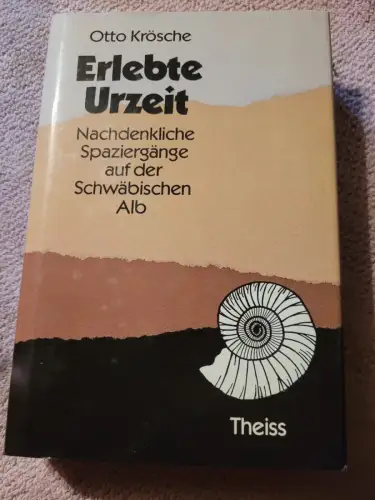 Otto Krösche
Erlebte
Urzeit
Nachdenkliche
Spaziergänge
auf der
Schwäbischen
Alb
Theiss